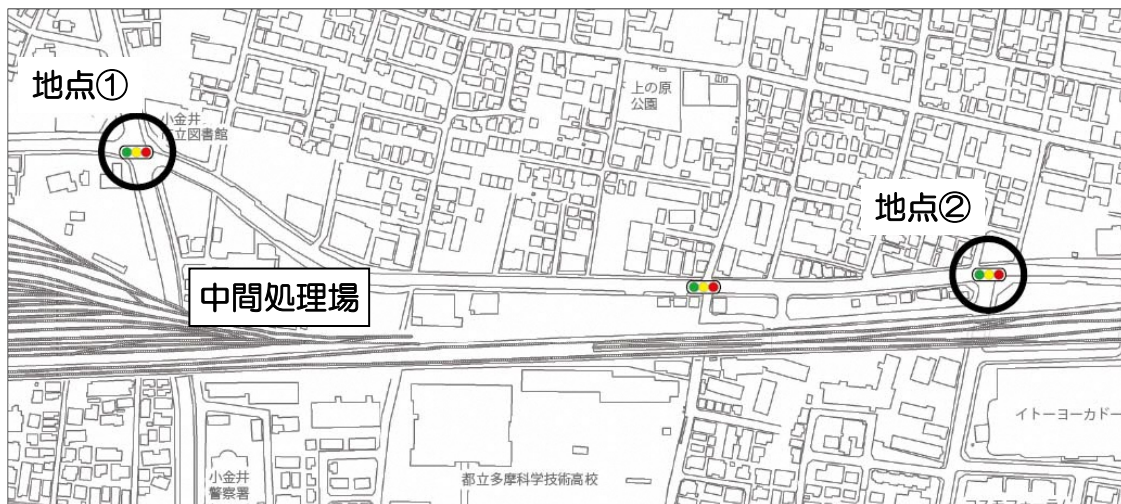 地点①
小金井
市立図書館
上の原
公園
地点②
中間処理場
イトーヨーカドー
小金井
警察署
都立多摩科学技術高校